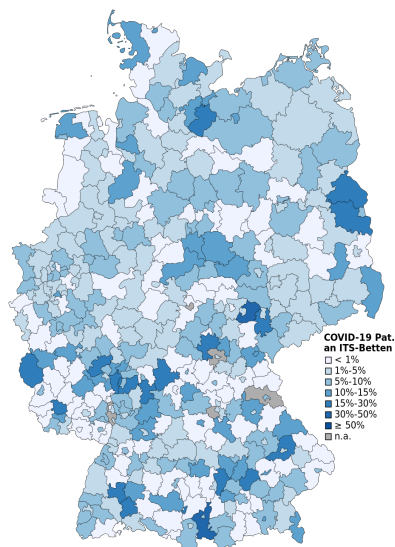 COVID-19 Pat.
an ITS-Betten
< 1%
1%-5%
5%-10%
10%-15%
15%-30%
30%-50%
≥ 50%
n.a.